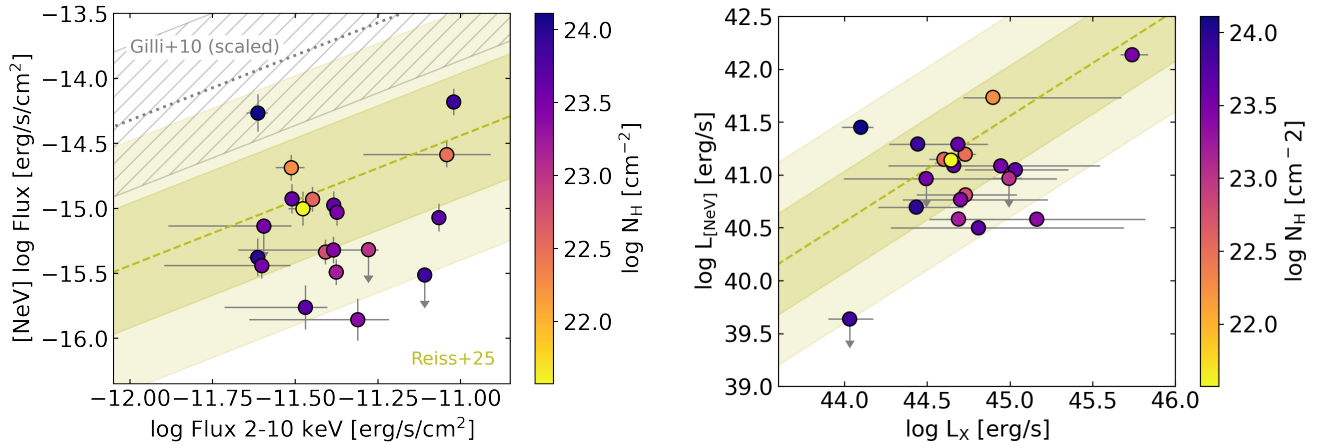 [NeV] log Flux [erg/s/cm²]
−13.5
−14.0
−14.5
−15.0
−15.5
−16.0
Gilli+10 (scaled)
Reiss+25
−12.00 −11.75 −11.50 −11.25 −11.00
log Flux 2-10 keV [erg/s/cm²]
24.0
23.5
23.0
22.5
22.0
log N_H [cm⁻²]
log L_[NeV] [erg/s]
42.5
42.0
41.5
41.0
40.5
40.0
39.5
39.0
44.0 44.5 45.0 45.5 46.0
log L_X [erg/s]
24.0
23.5
23.0
22.5
22.0
log N_H [cm−2]